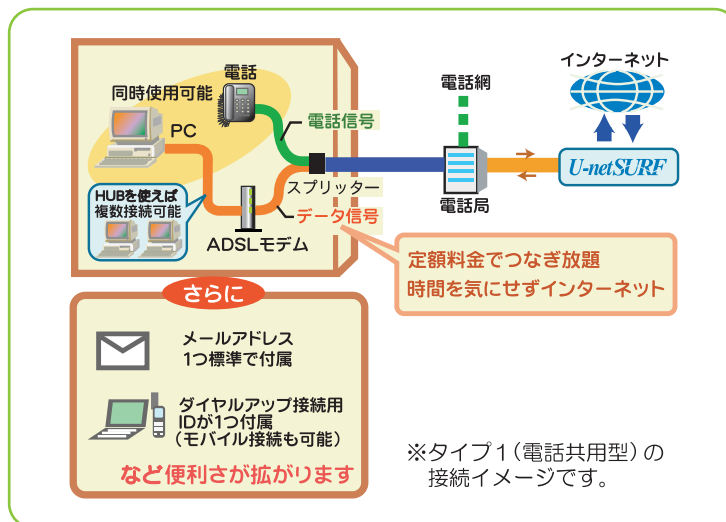 電話
同時使用可能
PC
電話信号
スプリッター
データ信号
ADSLモデム
HUBを使えば
複数接続可能
電話網
電話局
インターネット
U-netSURF
定額料金でつなぎ放題
時間を気にせずインターネット
さらに
メールアドレス
1つ標準で付属
ダイヤルアップ接続用
IDが1つ付属
（モバイル接続も可能）
など便利さが拡がります
※タイプ1（電話共用型）の
接続イメージです。